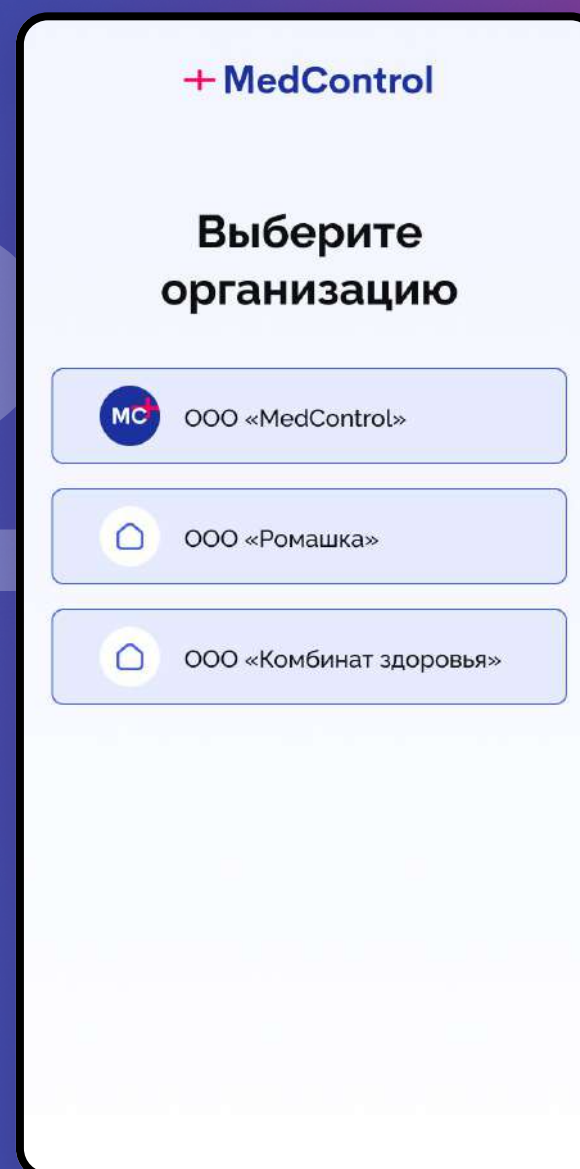 MedControl
Выберите
организацию
MC
ООО «MedControl»
ООО «Ромашка»
ООО «Комбинат здоровья»